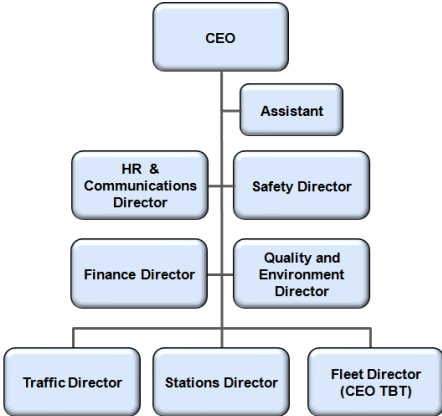 CEO
Assistant
HR &
Communications
Director
Safety Director
Finance Director
Quality and
Environment
Director
Traffic Director
Stations Director
Fleet Director
(CEO TBT)